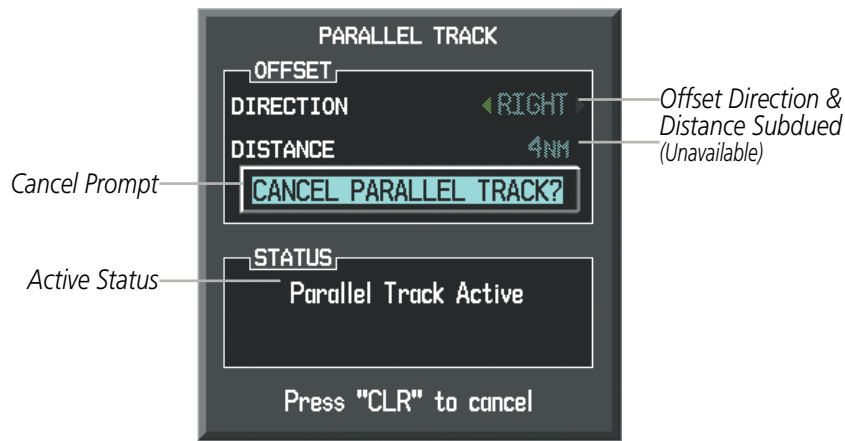 PARALLEL TRACK
OFFSET
DIRECTION RIGHT
Offset Direction &
Distance Subdued
(Unavailable)
DISTANCE 4NM
Cancel Prompt
CANCEL PARALLEL TRACK?
STATUS
Active Status
Parallel Track Active
Press "CLR" to cancel